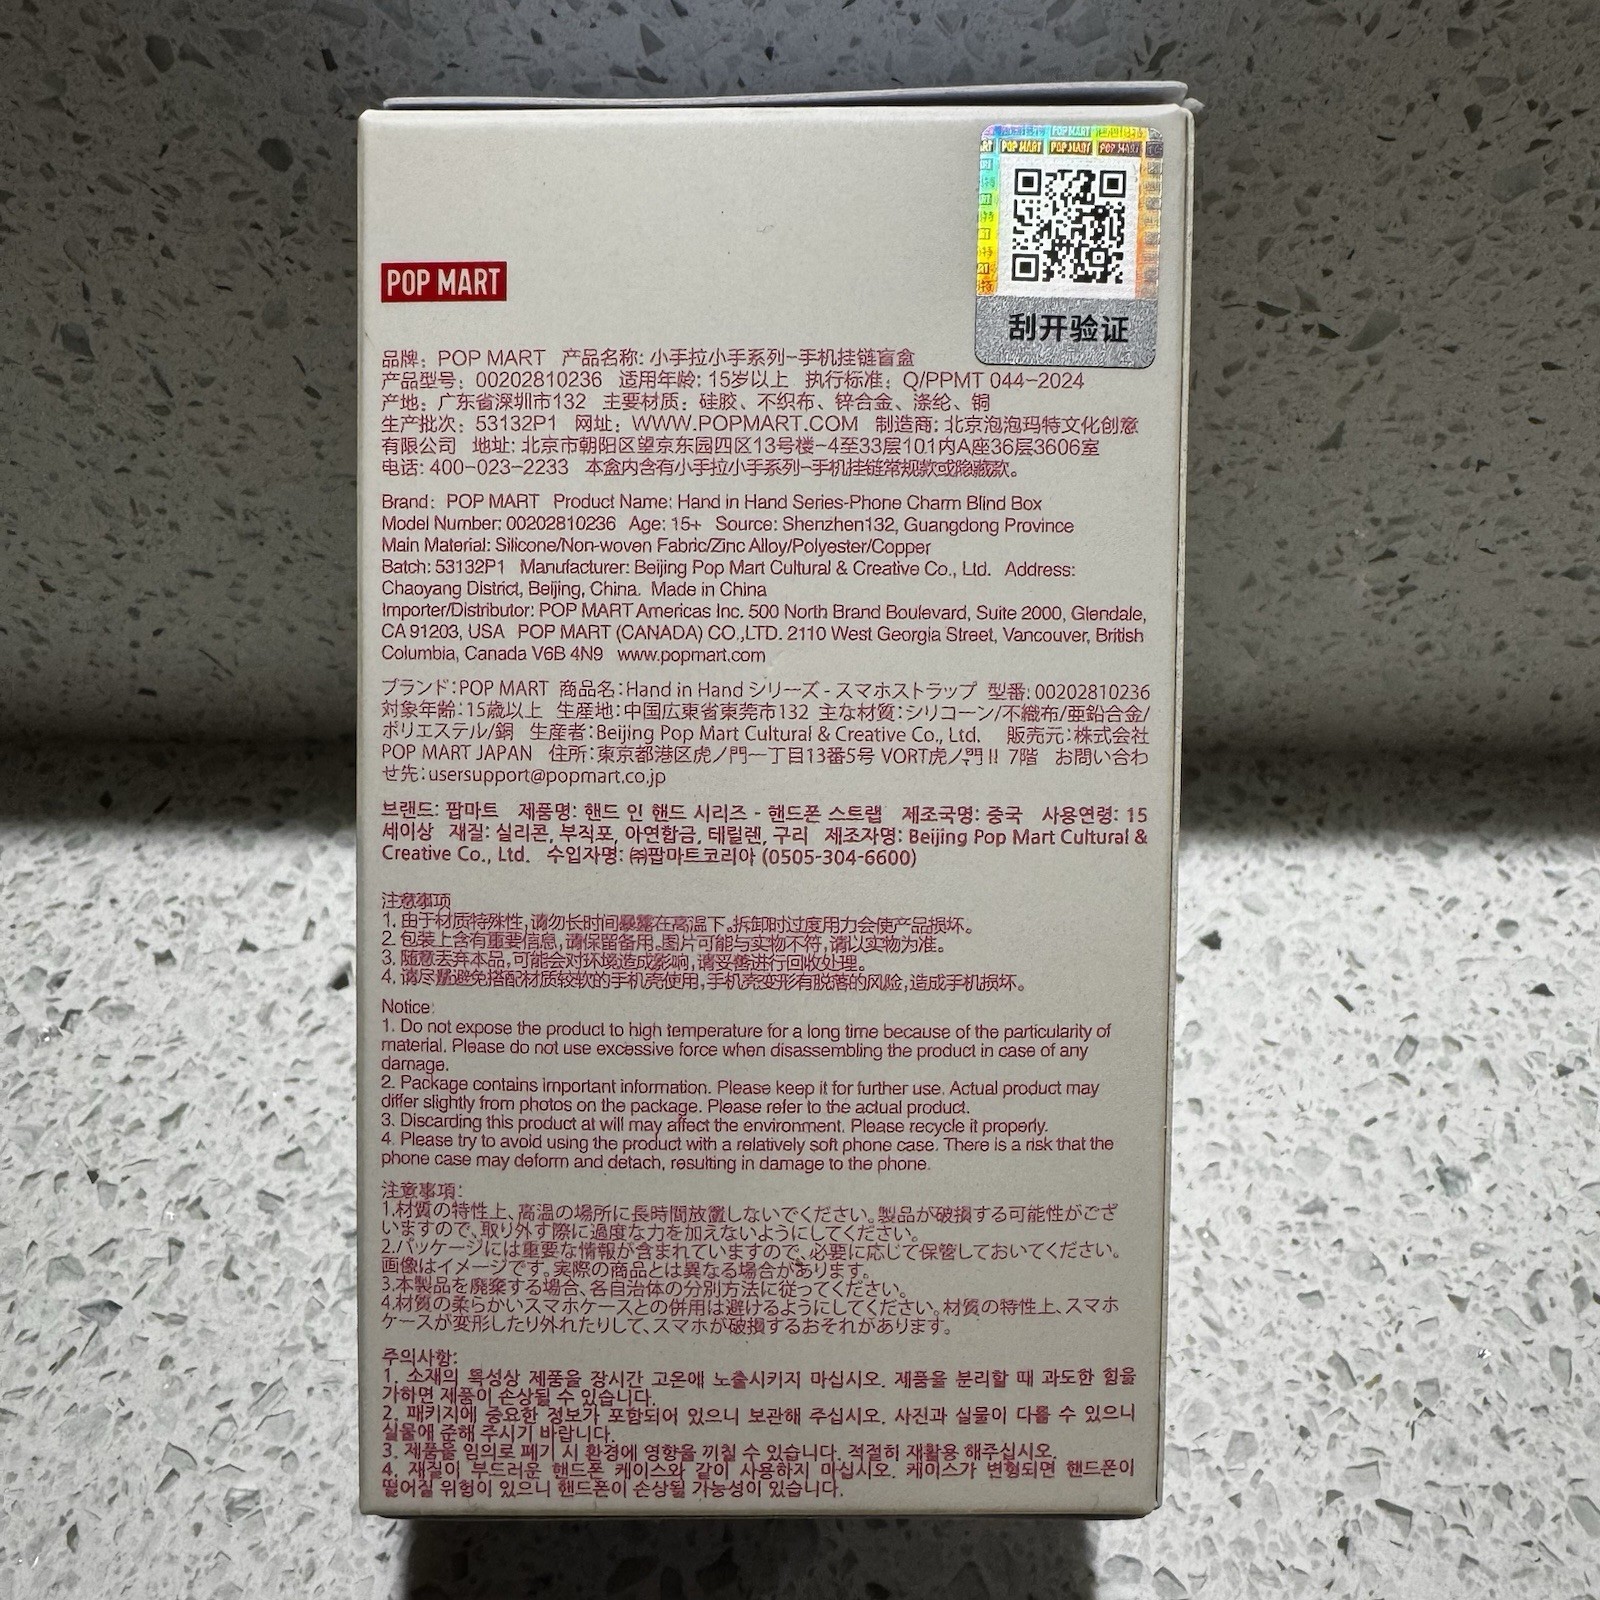 POP MART
刮开验证
品牌: POP MART 产品名称: 小手拉小手系列-手机挂链盲盒
产品型号: 00202810236 适用年龄: 15岁以上 执行标准: Q/PPMT 044-2024
产地: 广东省深圳市132 主要材质: 硅胶、不织布、锌合金、涤纶、铜
生产批次: 53132P1 网址: WWW.POPMART.COM 制造商: 北京泡泡玛特文化创意
有限公司 地址: 北京市朝阳区望京东园四区13号楼-4至33层101内A座36层3606室
电话: 400-023-2233 本盒内含有小手拉小手系列-手机挂链常规款或隐藏款。
Brand: POP MART Product Name: Hand in Hand Series-Phone Charm Blind Box
Model Number: 00202810236 Age: 15+ Source: Shenzhen132, Guangdong Province
Main Material: Silicone/Non-woven Fabric/Zinc Alloy/Polyester/Copper
Batch: 53132P1 Manufacturer: Beijing Pop Mart Cultural & Creative Co., Ltd. Address:
Chaoyang District, Beijing, China. Made in China
Importer/Distributor: POP MART Americas Inc. 500 North Brand Boulevard, Suite 2000, Glendale,
CA 91203, USA POP MART (CANADA) CO.,LTD. 2110 West Georgia Street, Vancouver, British
Columbia, Canada V6B 4N9 www.popmart.com
ブランド:POP MART 商品名:Hand in Hand シリーズ - スマホストラップ 型番:00202810236
対象年齢:15歳以上 生産地:中国広東省東莞市132 主な材質:シリコーン/不織布/亜鉛合金/
ポリエステル/銅 生産者:Beijing Pop Mart Cultural & Creative Co., Ltd. 販売元:株式会社
POP MART JAPAN 住所:東京都港区虎ノ門一丁目13番5号 VORT虎ノ門II 7階 お問い合わ
せ先:usersupport@popmart.co.jp
브랜드: 팝마트 제품명: 핸드 인 핸드 시리즈 - 핸드폰 스트랩 제조국명: 중국 사용연령: 15
세이상 재질: 실리콘, 부직포, 아연합금, 테릴렌, 구리 제조자명: Beijing Pop Mart Cultural &
Creative Co., Ltd. 수입자명: ㈜팝마트코리아 (0505-304-6600)
注意事项
1. 由于材质特殊性,请勿长时间暴露在高温下。拆卸时过度用力会使产品损坏。
2. 包装上含有重要信息,请保留备用。图片可能与实物不符,请以实物为准。
3. 随意丢弃本品,可能会对环境造成影响,请妥善进行回收处理。
4. 请尽量避免搭配材质较软的手机壳使用,手机壳变形有脱落的风险,造成手机损坏。
Notice:
1. Do not expose the product to high temperature for a long time because of the particularity of
material. Please do not use excessive force when disassembling the product in case of any
damage.
2. Package contains important information. Please keep it for further use. Actual product may
differ slightly from photos on the package. Please refer to the actual product.
3. Discarding this product at will may affect the environment. Please recycle it properly.
4. Please try to avoid using the product with a relatively soft phone case. There is a risk that the
phone case may deform and detach, resulting in damage to the phone.
注意事項:
1.材質の特性上、高温の場所に長時間放置しないでください。製品が破損する可能性がござ
いますので、取り外す際に過度な力を加えないようにしてください。
2.パッケージには重要な情報が含まれていますので、必要に応じて保管しておいてください。
画像はイメージです。実際の商品とは異なる場合があります。
3.本製品を廃棄する場合、各自治体の分別方法に従ってください。
4.材質の柔らかいスマホケースとの併用は避けるようにしてください。材質の特性上、スマホ
ケースが変形したり外れたりして、スマホが破損するおそれがあります。
주의사항:
1. 소재의 특성상 제품을 장시간 고온에 노출시키지 마십시오. 제품을 분리할 때 과도한 힘을
가하면 제품이 손상될 수 있습니다.
2. 패키지에 중요한 정보가 포함되어 있으니 보관해 주십시오. 사진과 실물이 다를 수 있으니
실물에 준해 주시기 바랍니다.
3. 제품을 임의로 폐기 시 환경에 영향을 끼칠 수 있습니다. 적절히 재활용 해주십시오.
4. 재질이 부드러운 핸드폰 케이스와 같이 사용하지 마십시오. 케이스가 변형되면 핸드폰이
떨어질 위험이 있으니 핸드폰이 손상될 가능성이 있습니다.